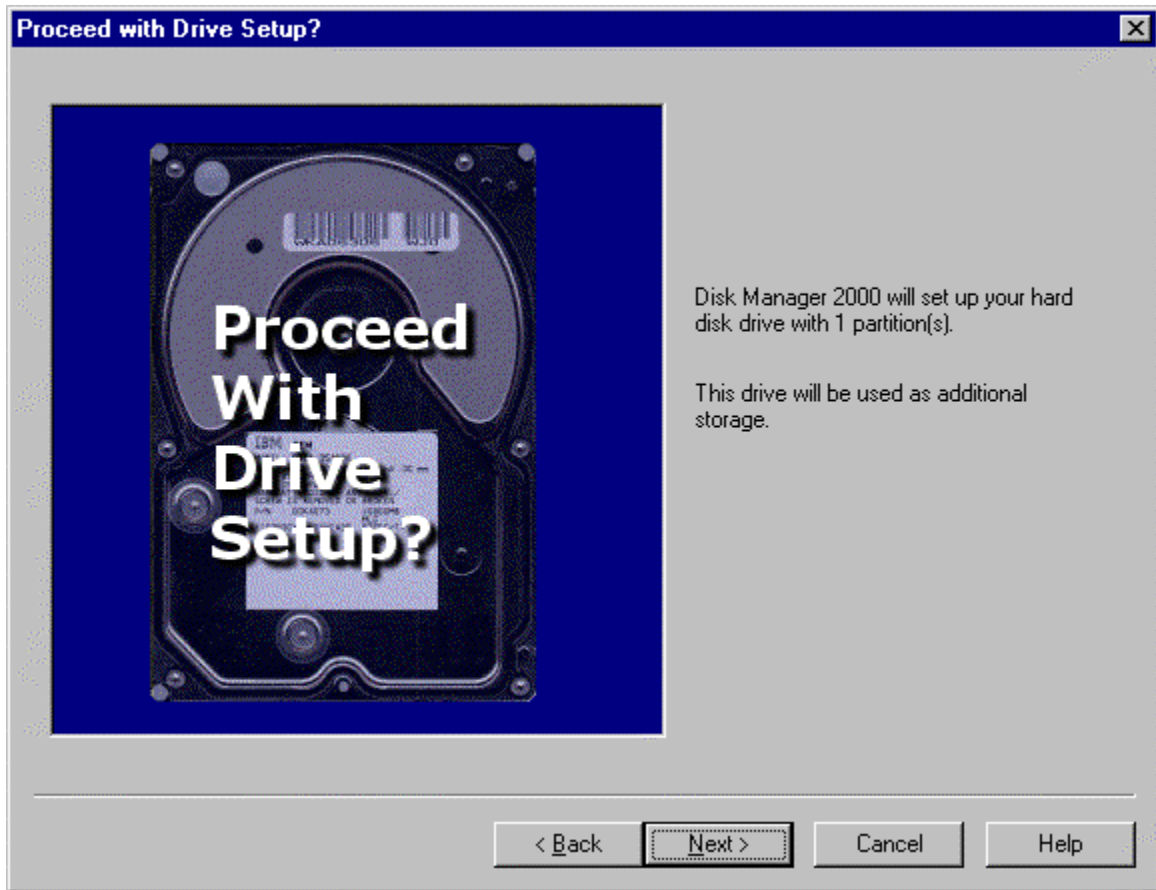 Proceed with Drive Setup?
Proceed
With
Drive
Setup?
IBM
Disk Manager 2000 will set up your hard
disk drive with 1 partition(s).
This drive will be used as additional
storage.
< Back
Next >
Cancel
Help